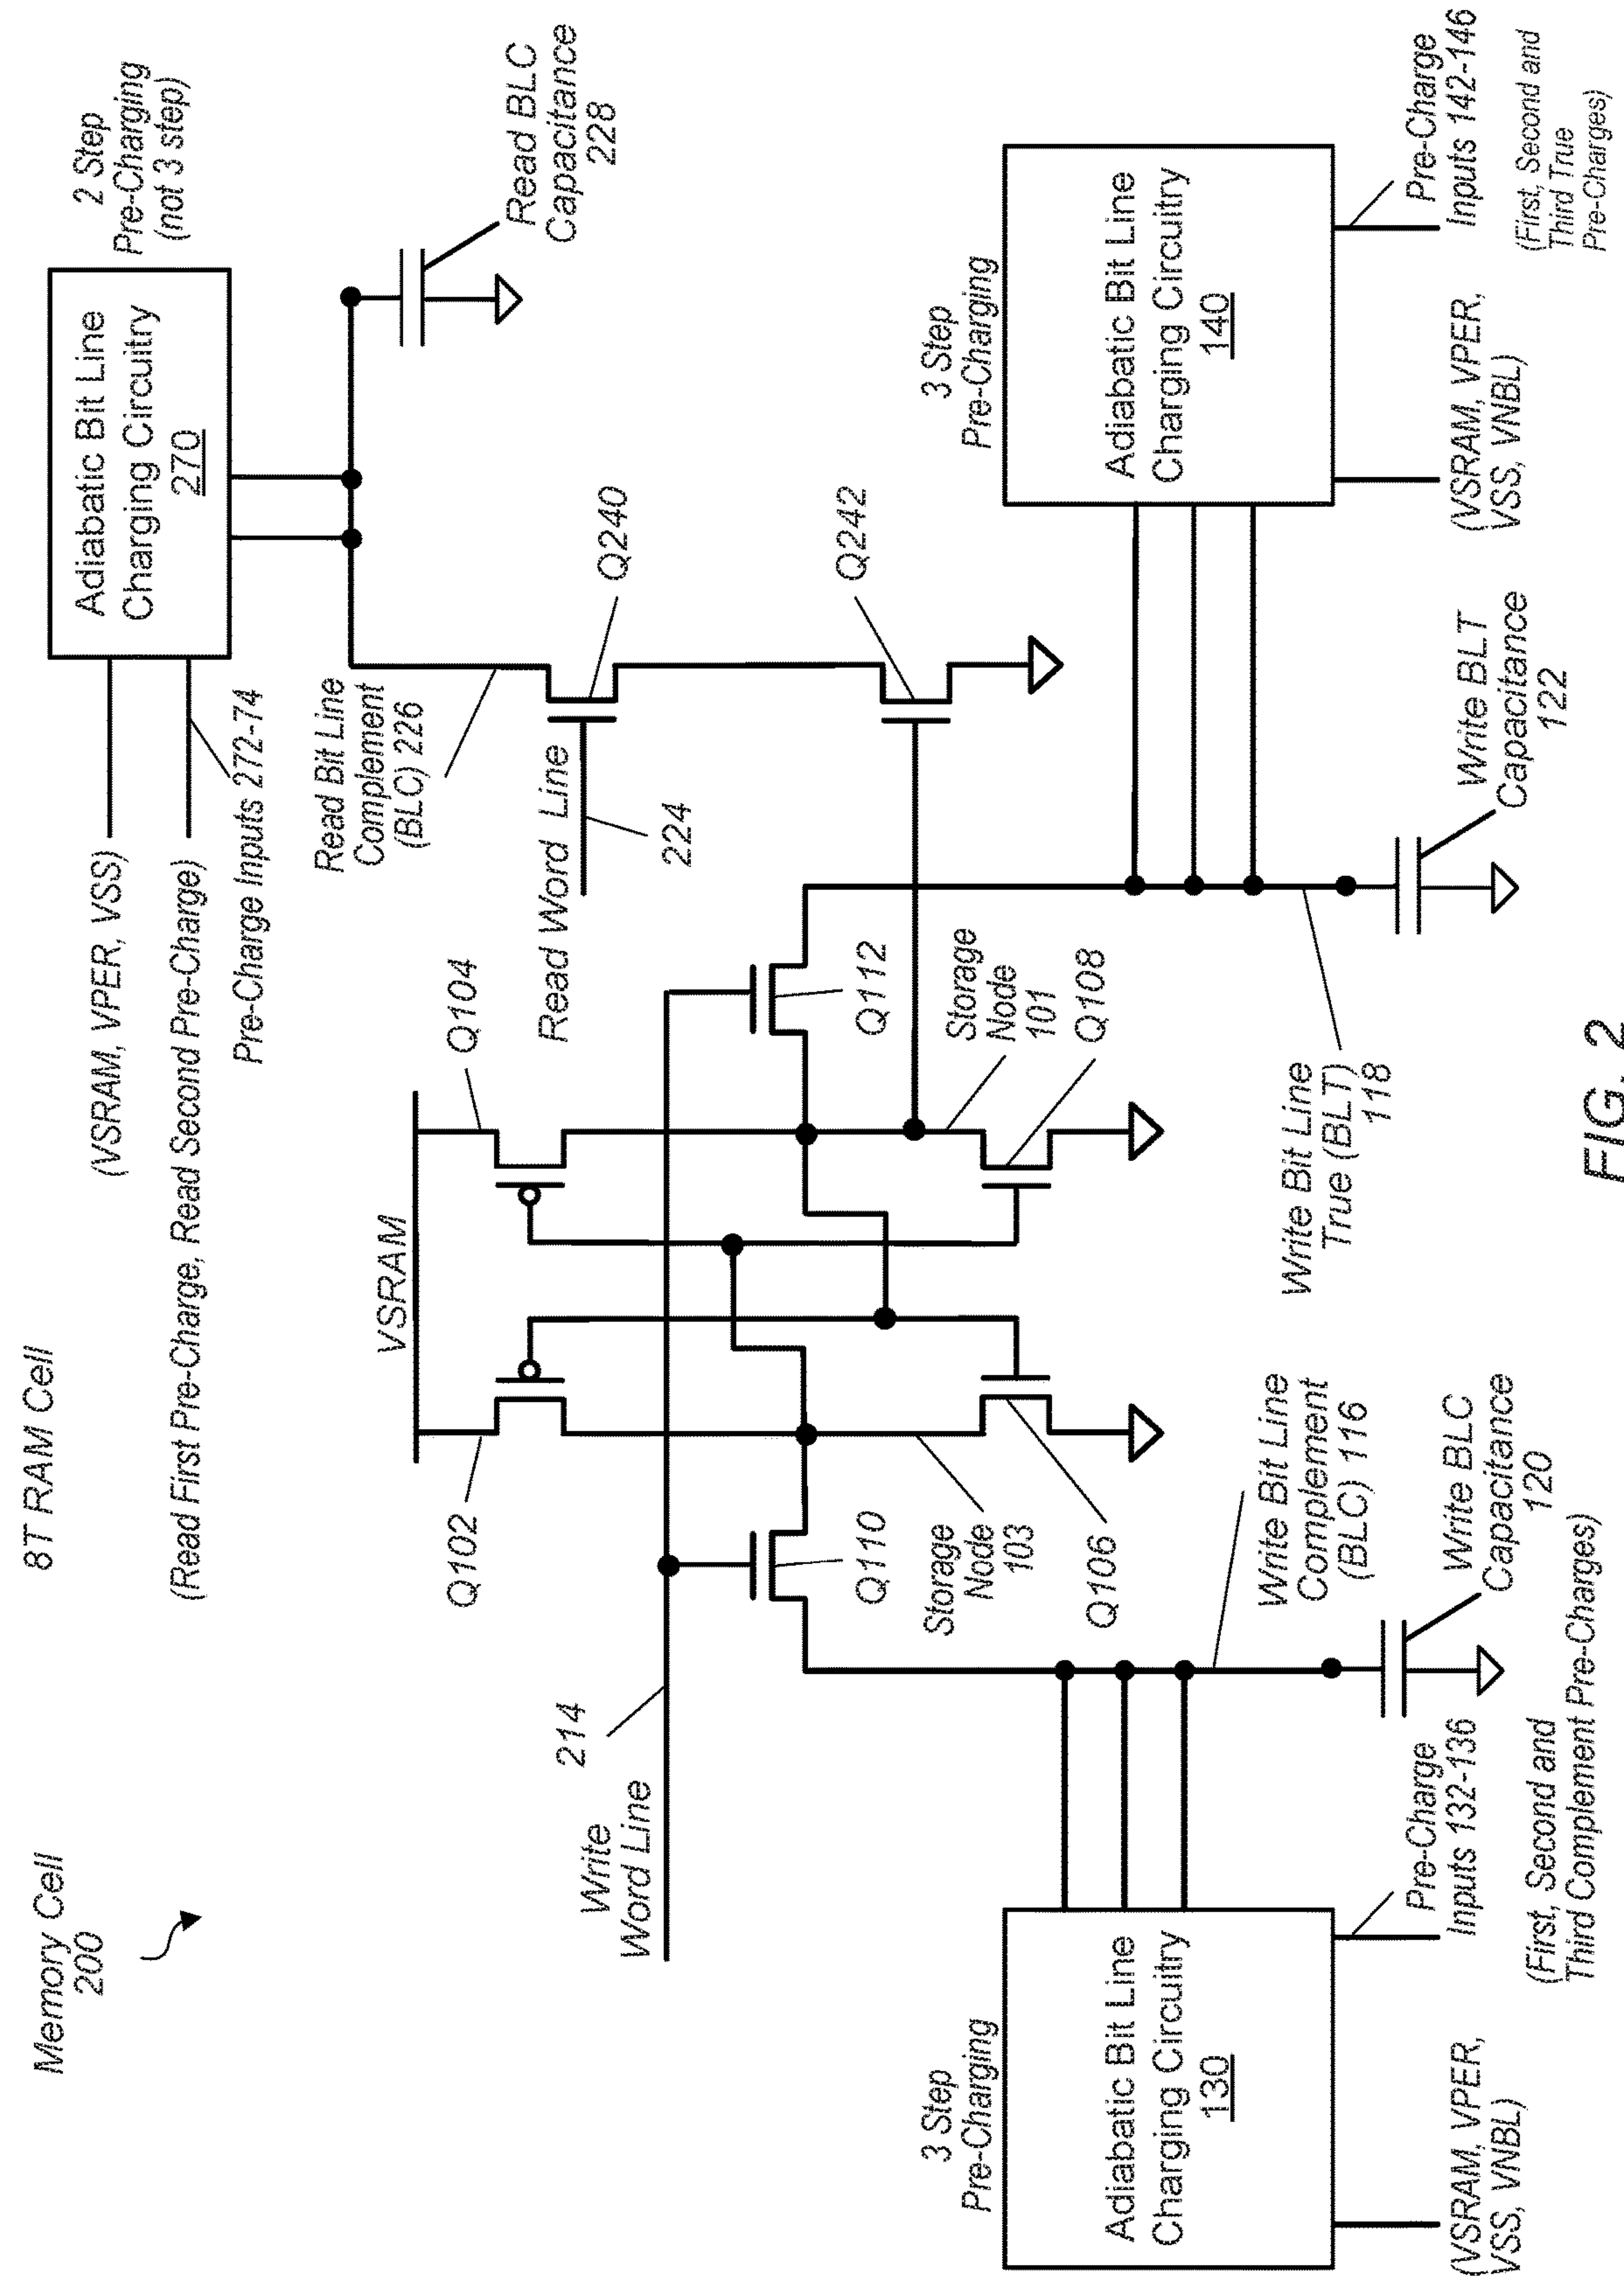 8T RAM Cell
Memory Cell
200
(VSRAM, VPER, VSS)
(Read First Pre-Charge, Read Second Pre-Charge)
Pre-Charge Inputs 272-74
Adiabatic Bit Line
Charging Circuitry
270
2 Step
Pre-Charging
(not 3 step)
Read Bit Line
Complement
(BLC) 226
Read BLC
Capacitance
228
VSRAM
Q102
Q104
Write
Word Line
214
Read Word Line
224
Q240
Q110
Q112
Q242
Storage
Node
103
Storage
Node
101
Q106
Q108
3 Step
Pre-Charging
Adiabatic Bit Line
Charging Circuitry
130
3 Step
Pre-Charging
Adiabatic Bit Line
Charging Circuitry
140
Write Bit Line
Complement
(BLC) 116
Write Bit Line
True (BLT)
118
Write BLC
Capacitance
120
Write BLT
Capacitance
122
(VSRAM, VPER,
VSS, VNBL)
Pre-Charge
Inputs 132-136
(First, Second and
Third Complement Pre-Charges)
(VSRAM, VPER,
VSS, VNBL)
Pre-Charge
Inputs 142-146
(First, Second and
Third True
Pre-Charges)
FIG. 2